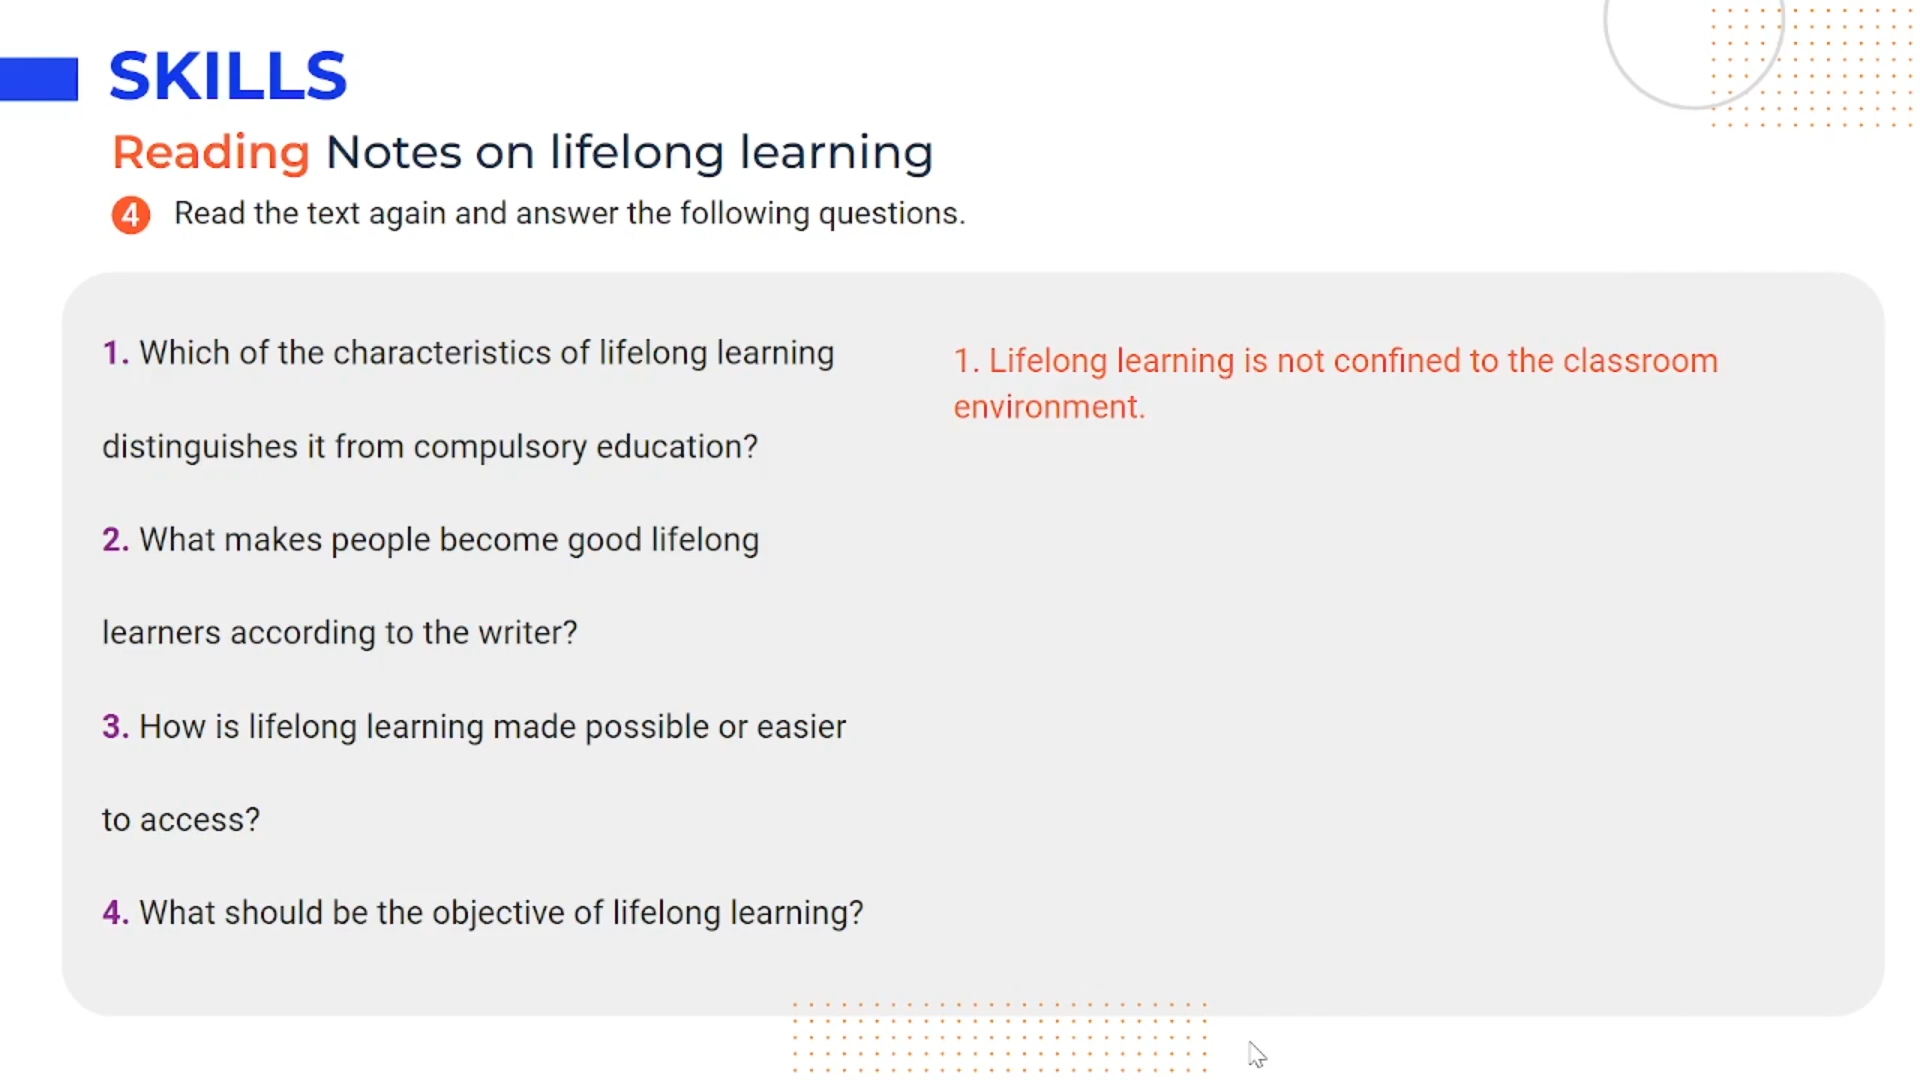 SKILLS
Reading Notes on lifelong learning
4 Read the text again and answer the following questions.
1. Which of the characteristics of lifelong learning
distinguishes it from compulsory education?
2. What makes people become good lifelong
learners according to the writer?
3. How is lifelong learning made possible or easier
to access?
4. What should be the objective of lifelong learning?
1. Lifelong learning is not confined to the classroom
environment.